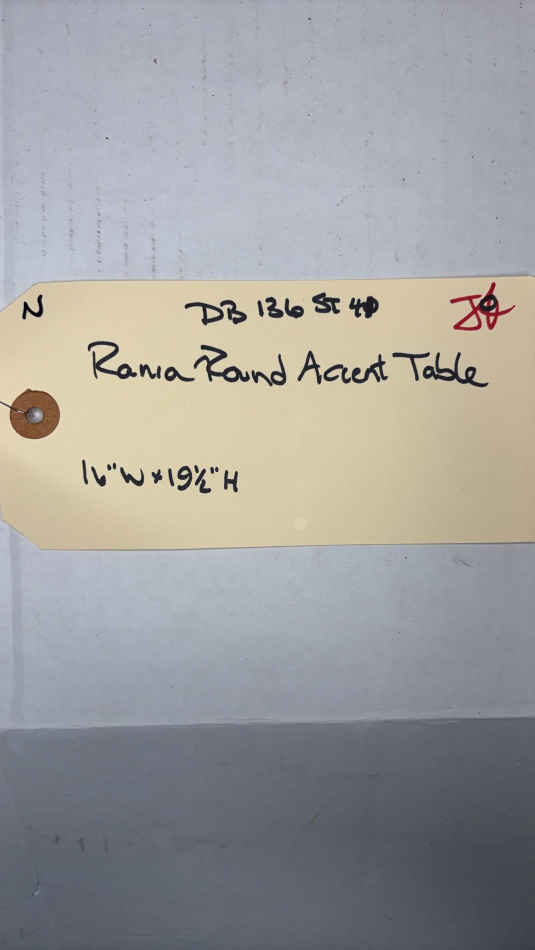 N DB 136 ST 40
Rania Round Accent Table
16"W x 19½"H